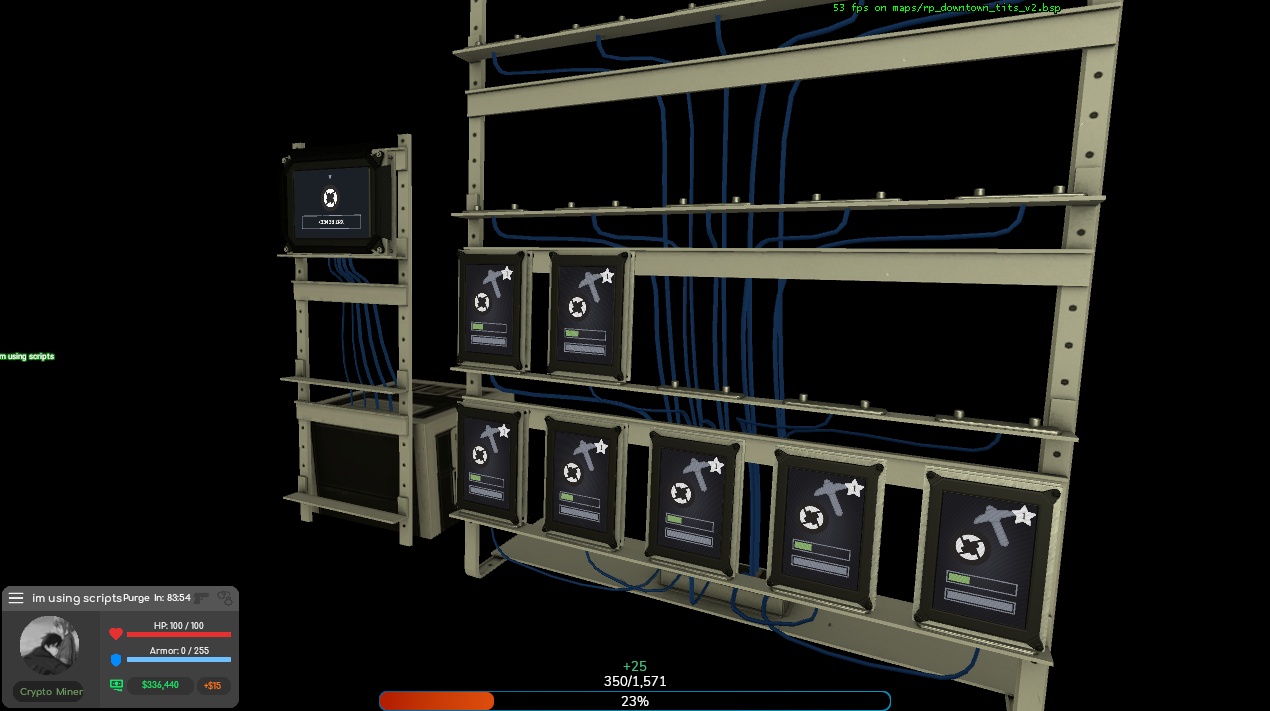 53 fps on maps/rp_downtown_tits_v2.bsp
m using scripts
im using scripts
Purge In: 83:54
HP: 100 / 100
Armor: 0 / 255
Crypto Miner
$336,440
+$15
+25
350/1,571
23%